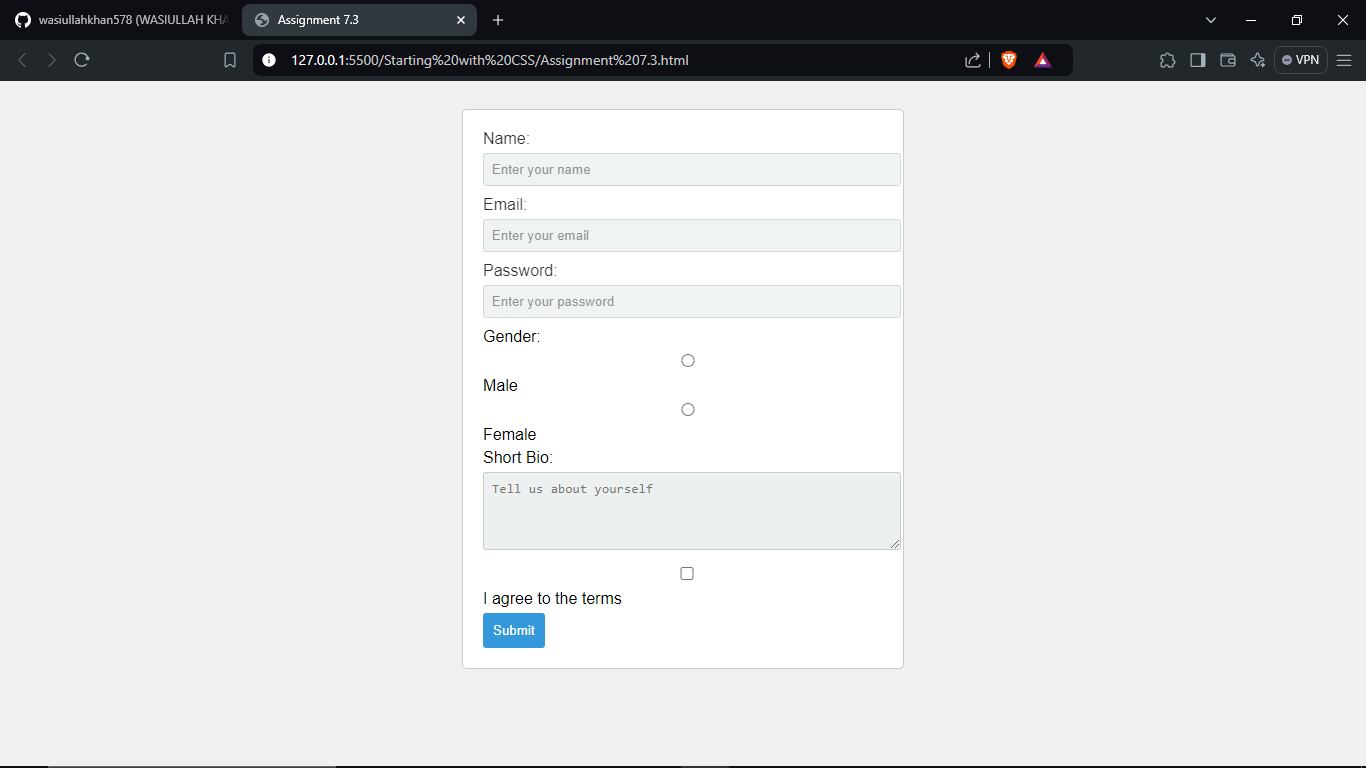 wasiullahkhan578 (WASIULLAH KHA
Assignment 7.3
127.0.0.1:5500/Starting%20with%20CSS/Assignment%207.3.html
VPN
Name:
Enter your name
Email:
Enter your email
Password:
Enter your password
Gender:
Male
Female
Short Bio:
Tell us about yourself
I agree to the terms
Submit